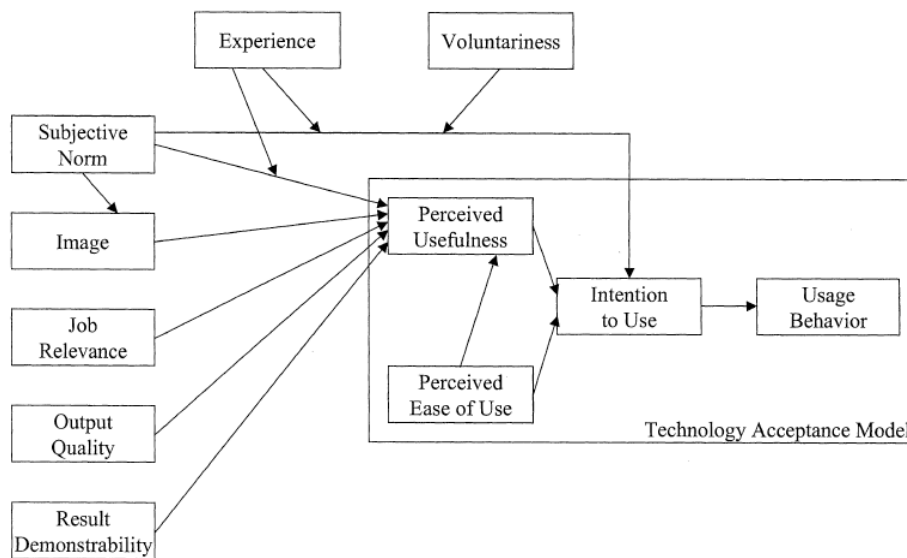 Experience
Voluntariness
Subjective
Norm
Image
Job
Relevance
Output
Quality
Result
Demonstrability
Perceived
Usefulness
Perceived
Ease of Use
Intention
to Use
Usage
Behavior
Technology Acceptance Model